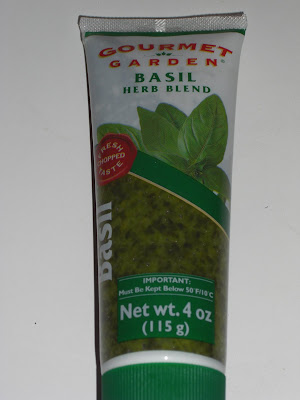 GOURMET
GARDEN®
BASIL
HERB BLEND
FRESH
CHOPPED
TASTE
basil
IMPORTANT:
Must Be Kept Below 50°F/10°C
Net wt. 4 oz
(115 g)